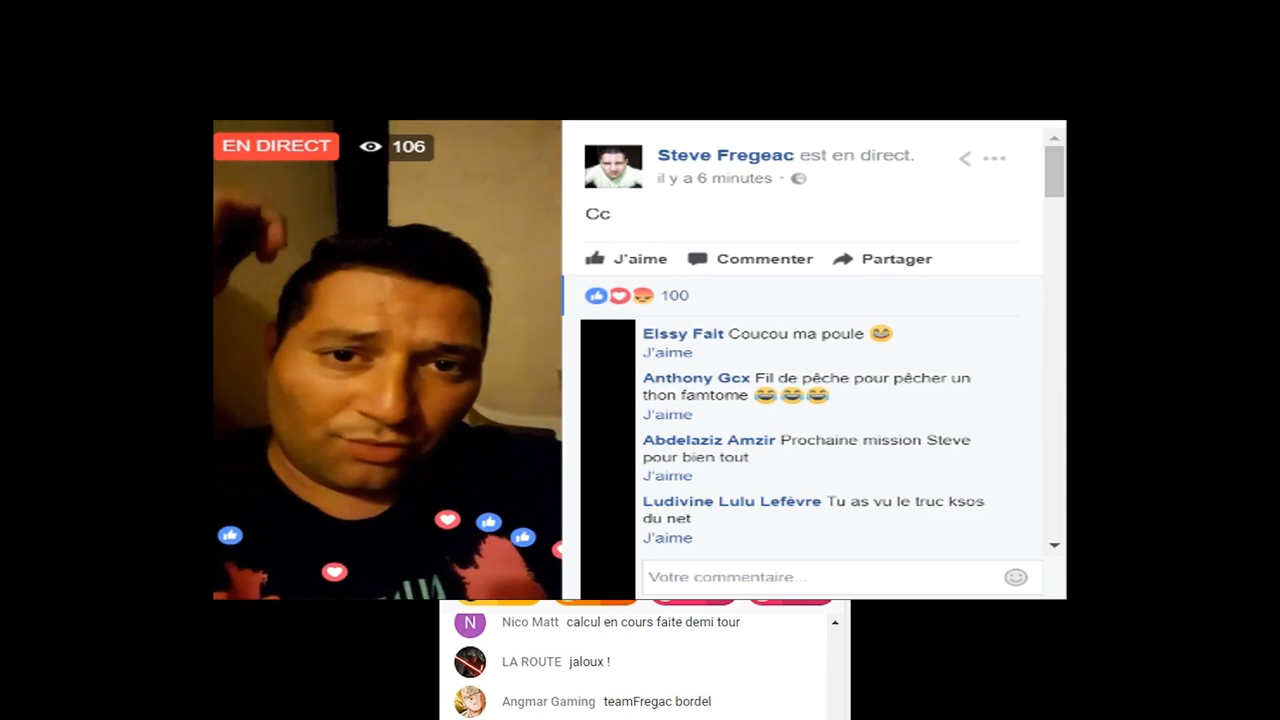 EN DIRECT
106
Steve Fregeac est en direct.
il y a 6 minutes ·
Cc
J'aime Commenter Partager
100
Elssy Fait Coucou ma poule 😂
J'aime
Anthony Gcx Fil de pêche pour pêcher un
thon famtome 😂😂😂
J'aime
Abdelaziz Amzir Prochaine mission Steve
pour bien tout
J'aime
Ludivine Lulu Lefèvre Tu as vu le truc ksos
du net
J'aime
Votre commentaire...
N Nico Matt calcul en cours faite demi tour
LA ROUTE jaloux !
Angmar Gaming teamFregac bordel